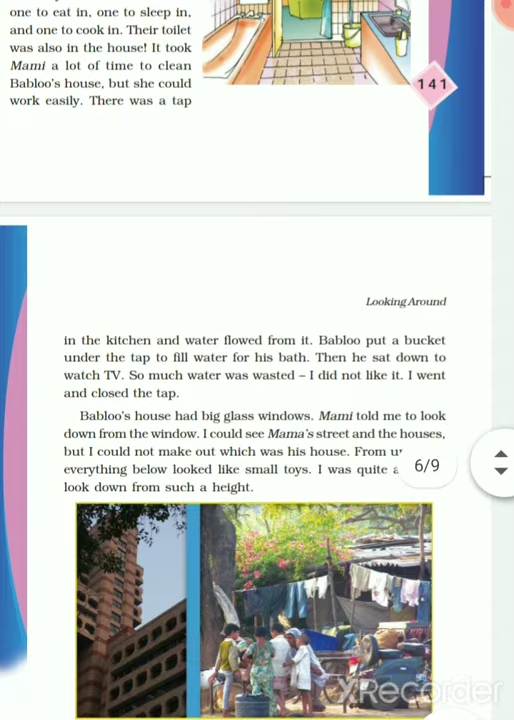 one to eat in, one to sleep in,
and one to cook in. Their toilet
was also in the house! It took
Mami a lot of time to clean
Babloo's house, but she could
work easily. There was a tap
141
Looking Around
in the kitchen and water flowed from it. Babloo put a bucket
under the tap to fill water for his bath. Then he sat down to
watch TV. So much water was wasted – I did not like it. I went
and closed the tap.
Babloo's house had big glass windows. Mami told me to look
down from the window. I could see Mama's street and the houses,
but I could not make out which was his house. From
everything below looked like small toys. I was quite
look down from such a height.
6/9
XRecorder